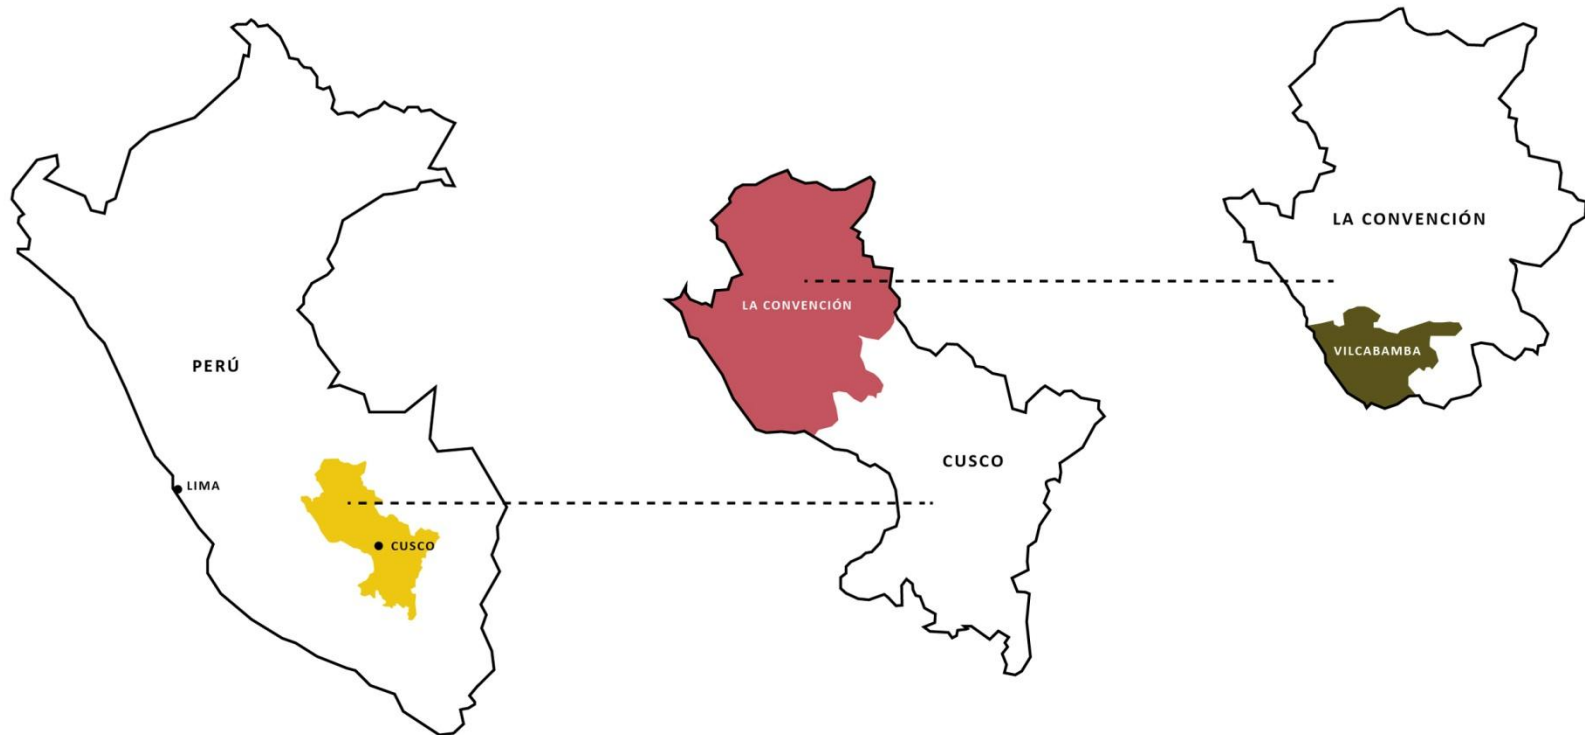 PERÚ
LIMA
CUSCO
LA CONVENCIÓN
CUSCO
LA CONVENCIÓN
VILCABAMBA